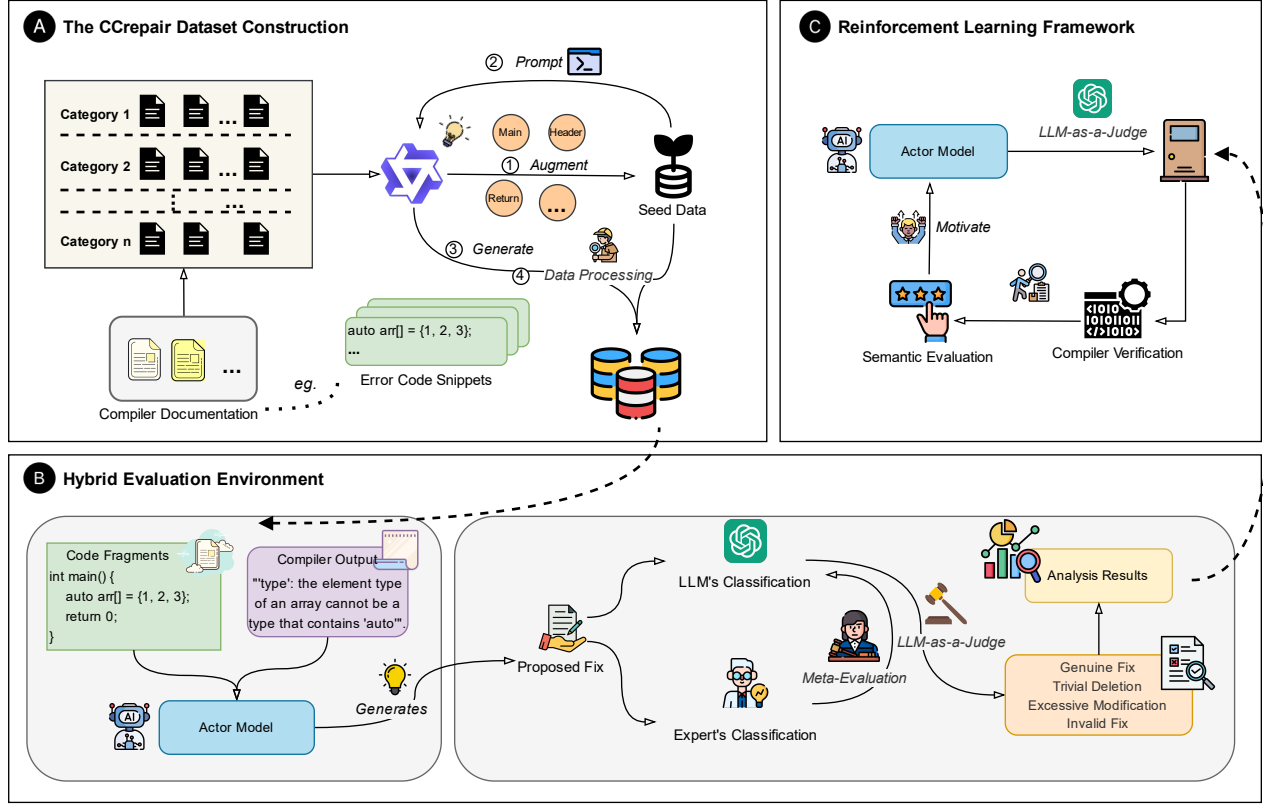 A The CCrepair Dataset Construction
Category 1
...
Category 2
...
...
Category n
② Prompt
Main
Header
① Augment
Return
...
Seed Data
③ Generate
④ Data Processing
auto arr[] = {1, 2, 3};
...
Error Code Snippets
...
eg.
Compiler Documentation
C Reinforcement Learning Framework
AI
Actor Model
LLM-as-a-Judge
Motivate
Semantic Evaluation
Compiler Verification
B Hybrid Evaluation Environment
Code Fragments
int main() {
auto arr[] = {1, 2, 3};
return 0;
}
Compiler Output
"'type': the element type
of an array cannot be a
type that contains 'auto'".
AI
Actor Model
Generates
Proposed Fix
LLM's Classification
Expert's Classification
Meta-Evaluation
LLM-as-a-Judge
Analysis Results
Genuine Fix
Trivial Deletion
Excessive Modification
Invalid Fix